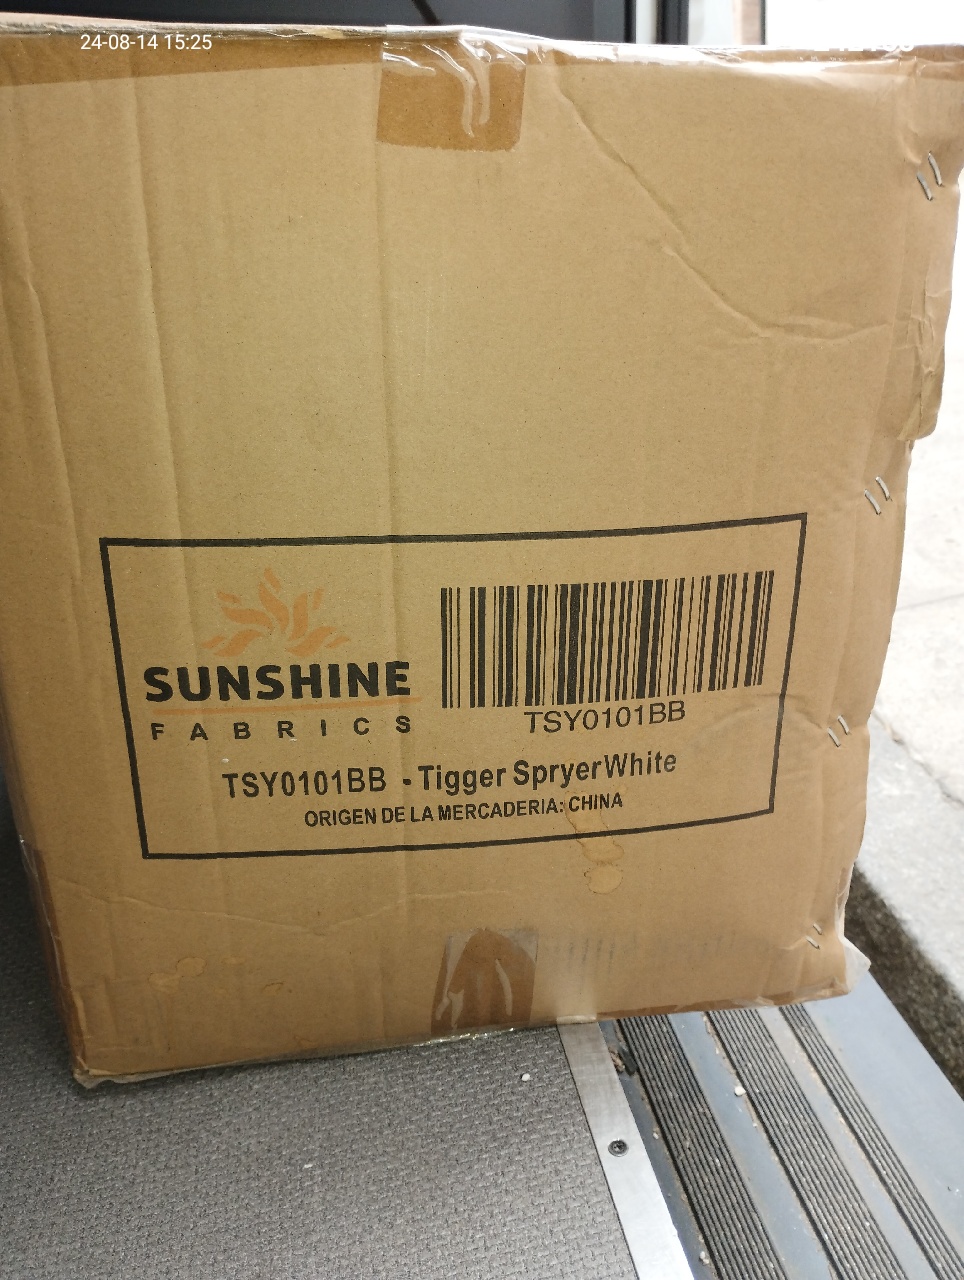 24-08-14 15:25
SUNSHINE
FABRICS
TSY0101BB
TSY0101BB - Tigger SpryerWhite
ORIGEN DE LA MERCADERIA: CHINA